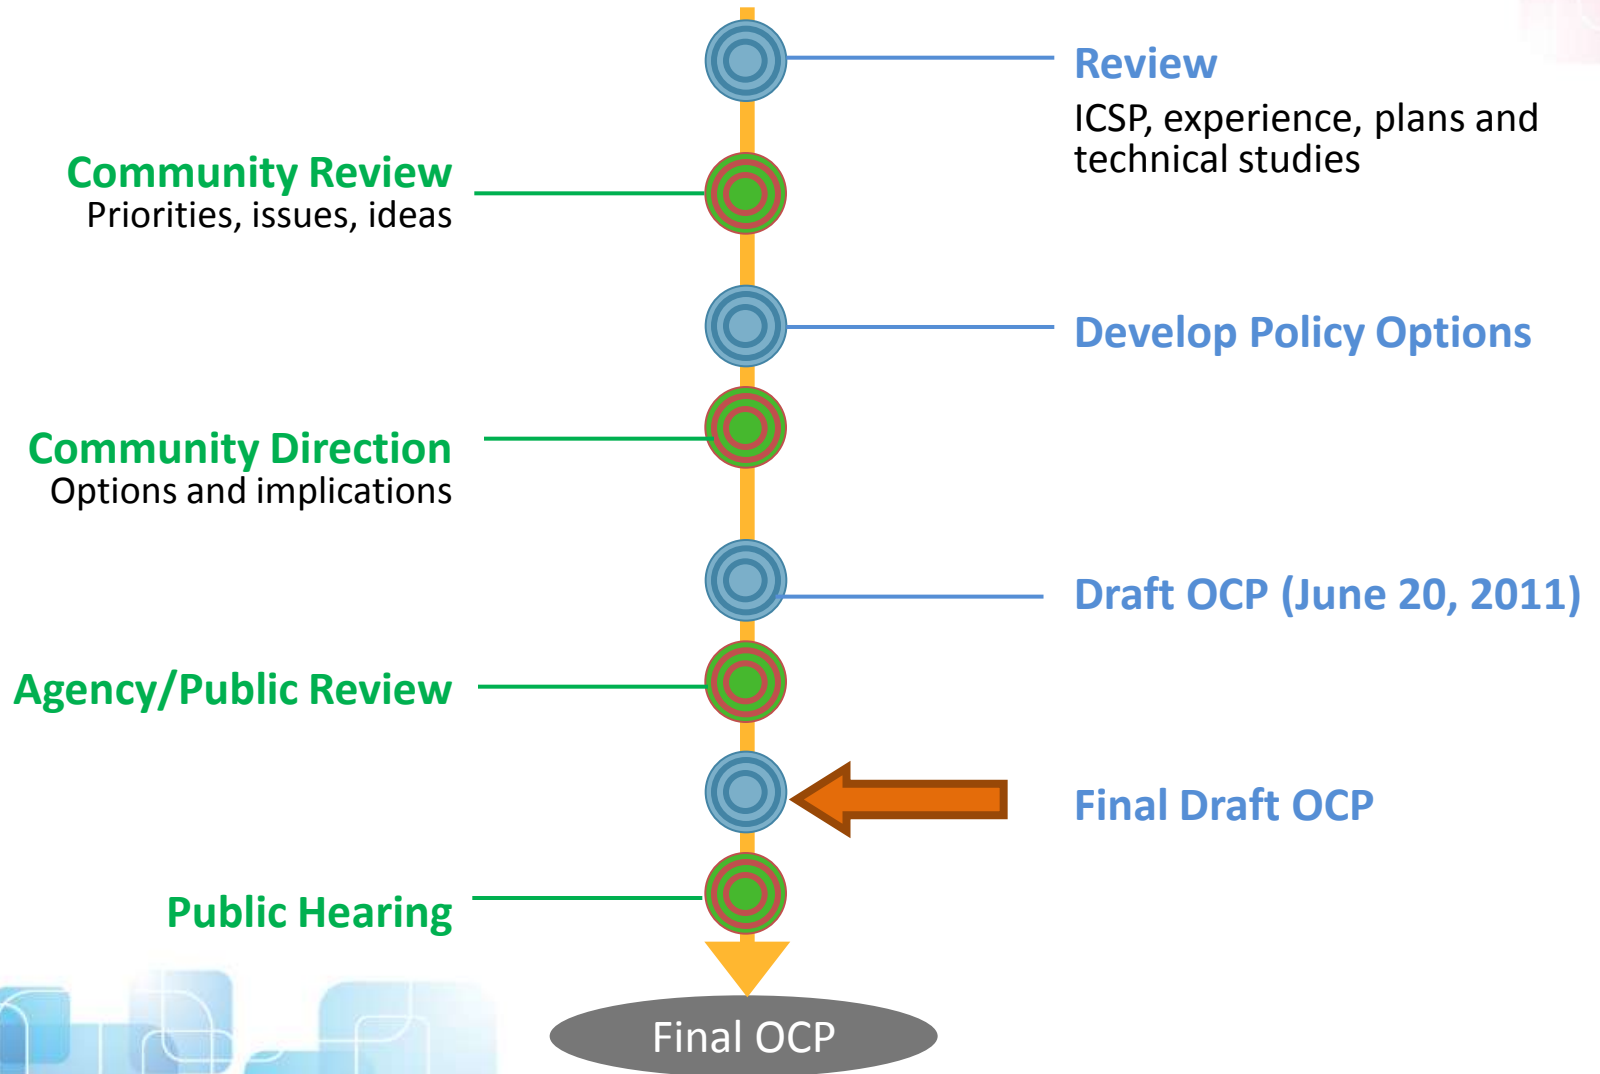 Review
ICSP, experience, plans and
technical studies
Community Review
Priorities, issues, ideas
Develop Policy Options
Community Direction
Options and implications
Draft OCP (June 20, 2011)
Agency/Public Review
Final Draft OCP
Public Hearing
Final OCP